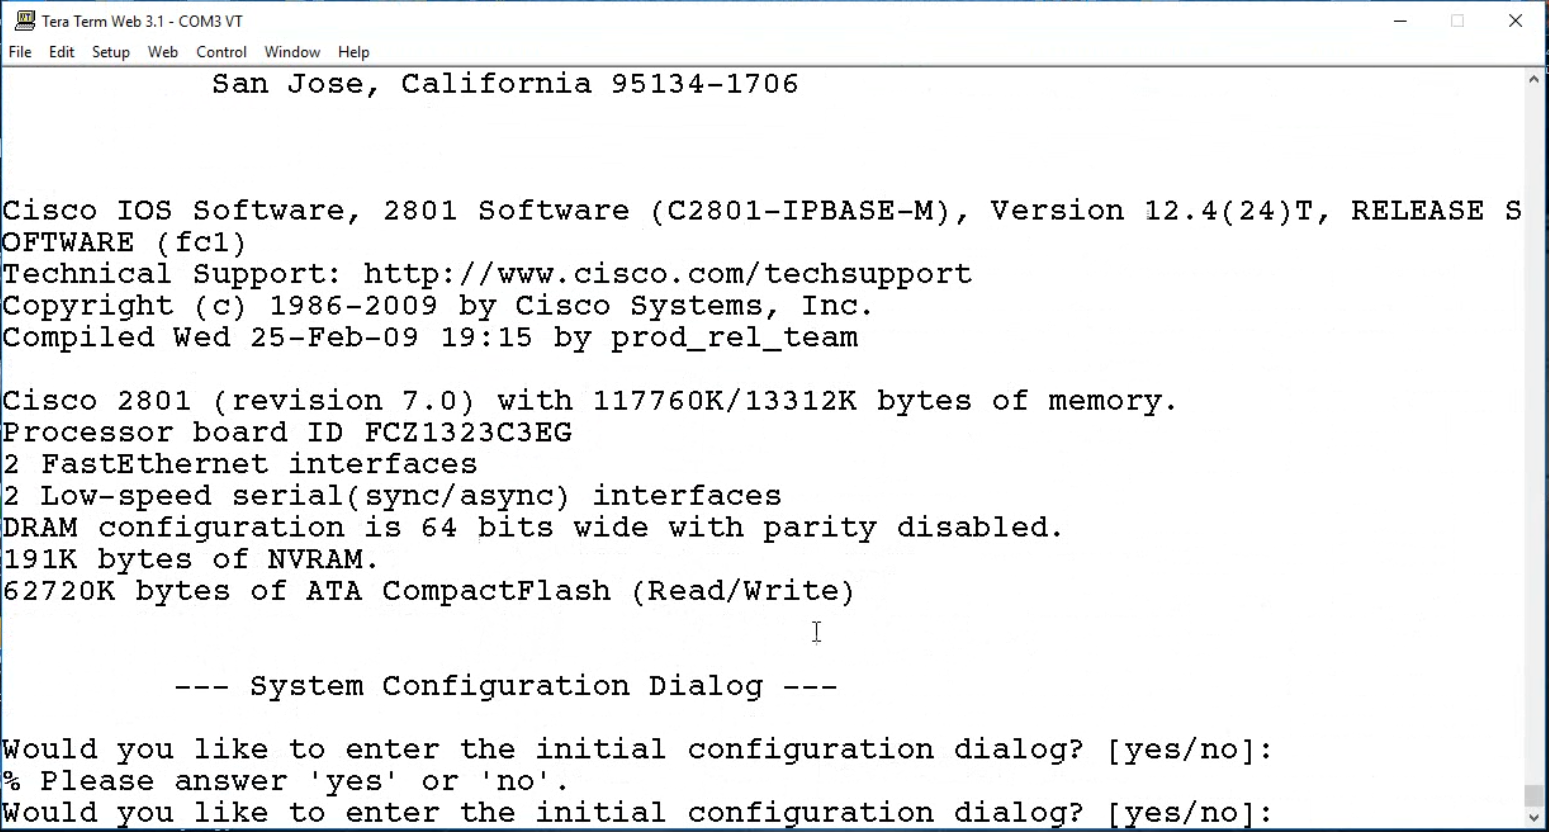 Tera Term Web 3.1 - COM3 VT
File Edit Setup Web Control Window Help
San Jose, California 95134-1706
Cisco IOS Software, 2801 Software (C2801-IPBASE-M), Version 12.4(24)T, RELEASE S
OFTWARE (fc1)
Technical Support: http://www.cisco.com/techsupport
Copyright (c) 1986-2009 by Cisco Systems, Inc.
Compiled Wed 25-Feb-09 19:15 by prod_rel_team
Cisco 2801 (revision 7.0) with 117760K/13312K bytes of memory.
Processor board ID FCZ1323C3EG
2 FastEthernet interfaces
2 Low-speed serial(sync/async) interfaces
DRAM configuration is 64 bits wide with parity disabled.
191K bytes of NVRAM.
62720K bytes of ATA CompactFlash (Read/Write)
--- System Configuration Dialog ---
Would you like to enter the initial configuration dialog? [yes/no]:
% Please answer 'yes' or 'no'.
Would you like to enter the initial configuration dialog? [yes/no]: